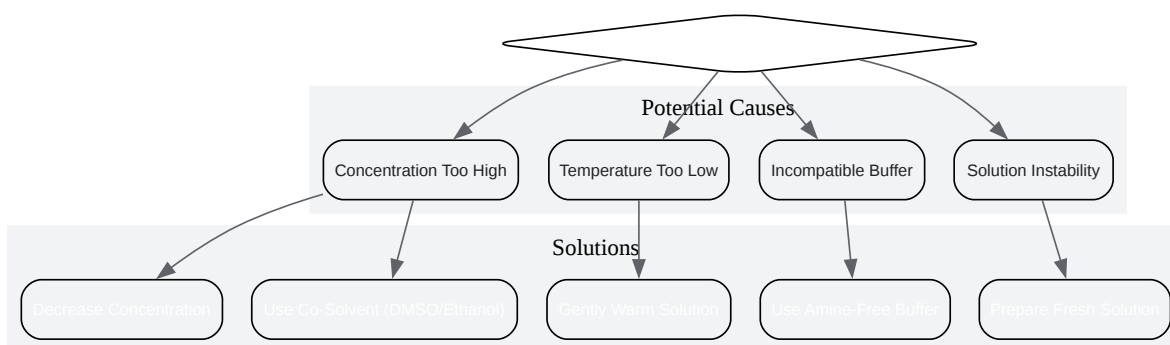 Potential Causes
Concentration Too High
Temperature Too Low
Incompatible Buffer
Solution Instability
Solutions
Decrease Concentration
Use Co-Solvent (DMSO/Ethanol)
Gently Warm Solution
Use Amine-Free Buffer
Prepare Fresh Solution